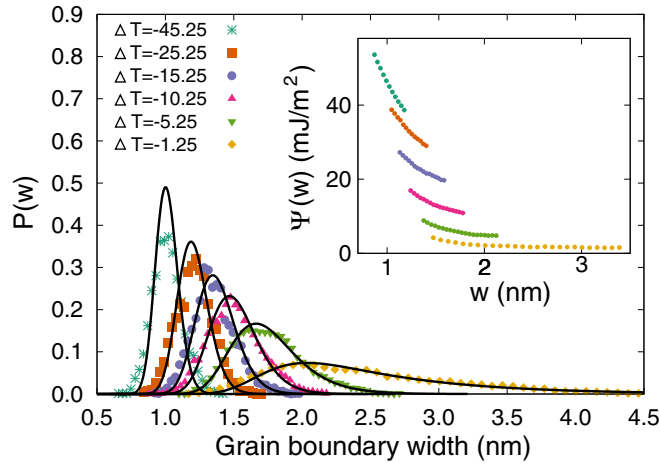 0.9
0.8
0.7
0.6
0.5
0.4
0.3
0.2
0.1
0.0
P(w)
Δ T=-45.25
Δ T=-25.25
Δ T=-15.25
Δ T=-10.25
Δ T=-5.25
Δ T=-1.25
40
20
0
Ψ (w) (mJ/m²)
1 2 3
w (nm)
0.5 1.0 1.5 2.0 2.5 3.0 3.5 4.0 4.5
Grain boundary width (nm)